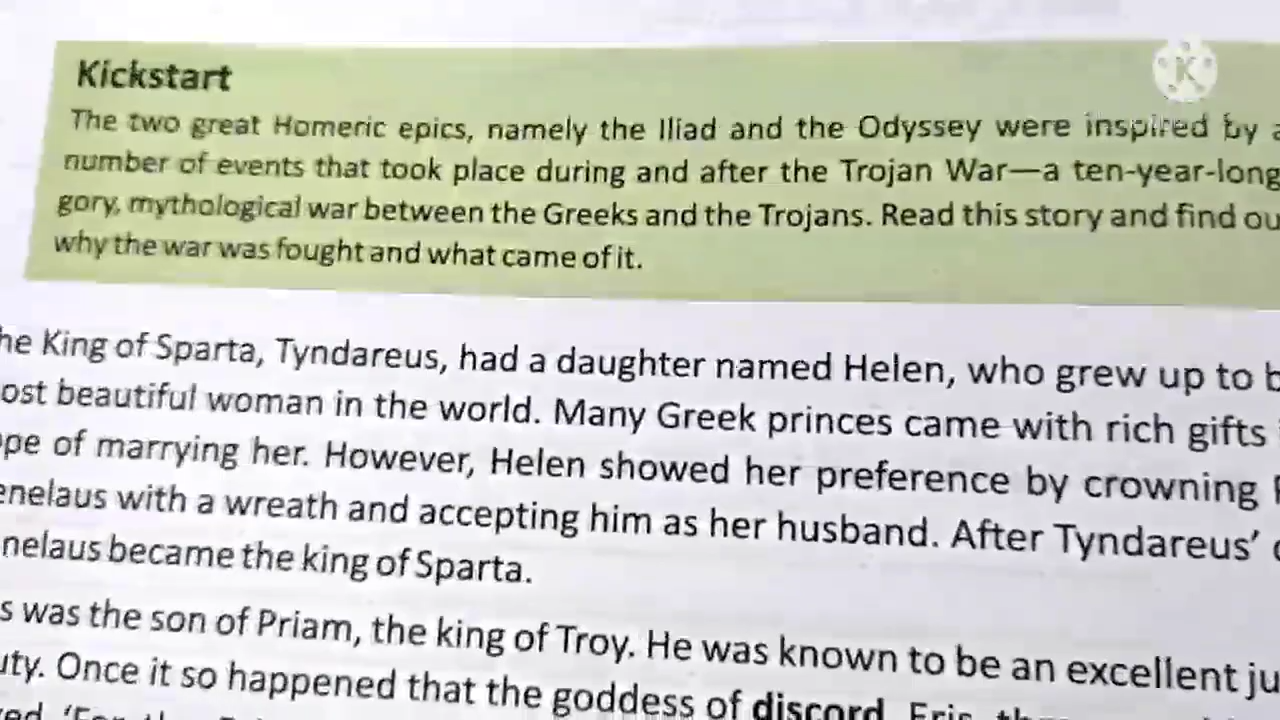 Kickstart
The two great Homeric epics, namely the Iliad and the Odyssey were inspired by a
number of events that took place during and after the Trojan War—a ten-year-long
gory, mythological war between the Greeks and the Trojans. Read this story and find ou
why the war was fought and what came of it.
he King of Sparta, Tyndareus, had a daughter named Helen, who grew up to b
ost beautiful woman in the world. Many Greek princes came with rich gifts
ope of marrying her. However, Helen showed her preference by crowning
enelaus with a wreath and accepting him as her husband. After Tyndareus'
nelaus became the king of Sparta.
s was the son of Priam, the king of Troy. He was known to be an excellent ju
uty. Once it so happened that the goddess of discord, Eris,
K